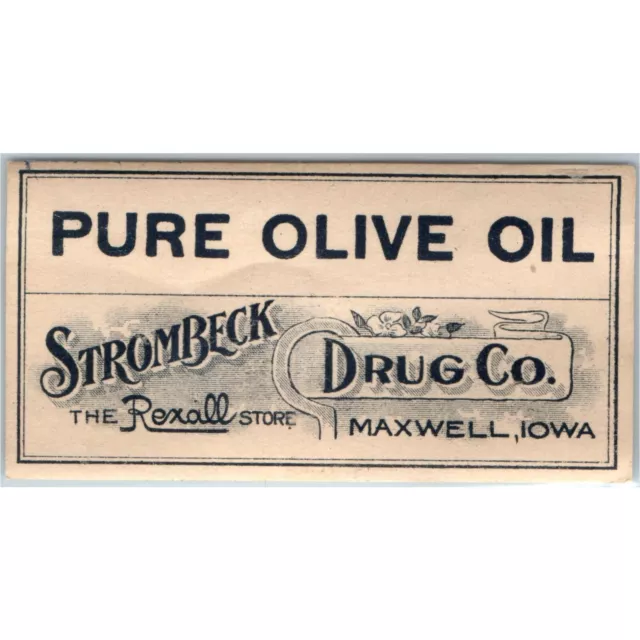 PURE OLIVE OIL
STROMBECK DRUG CO.
THE Rexall STORE MAXWELL, IOWA